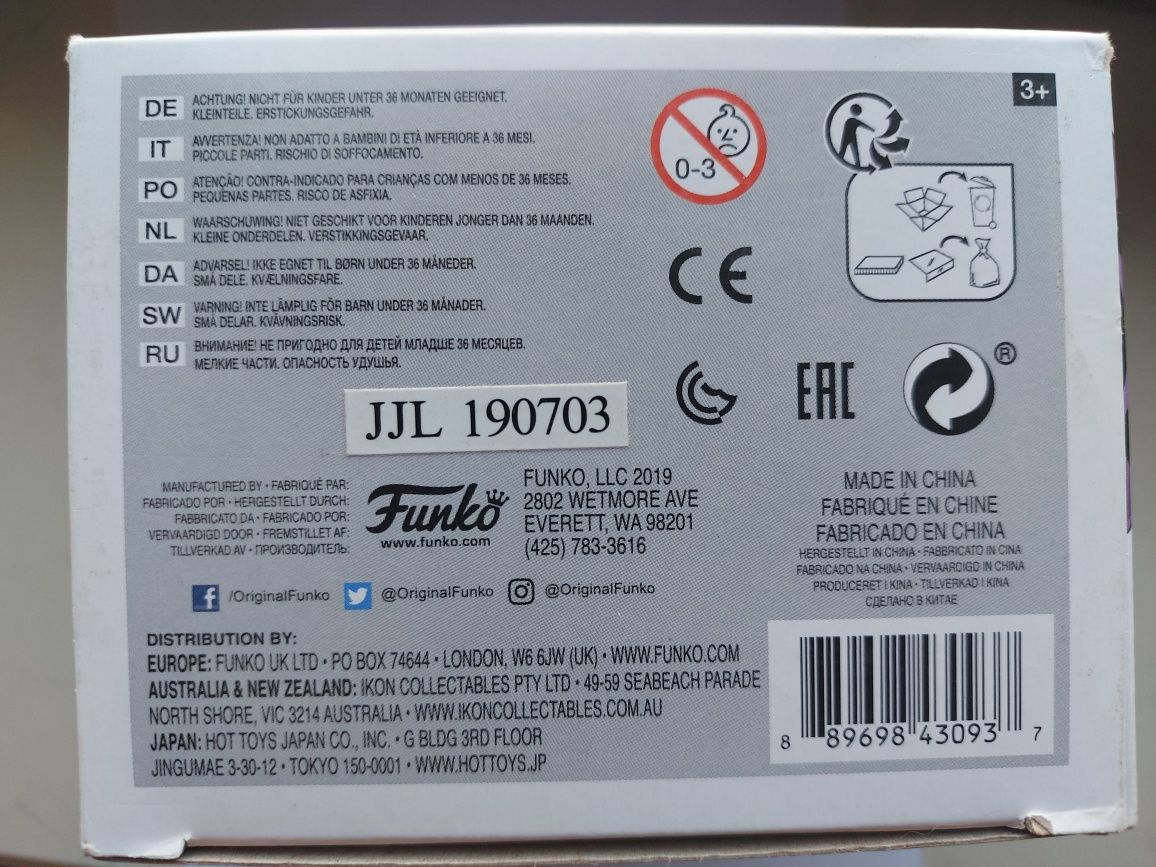 3+
DE
ACHTUNG! NICHT FÜR KINDER UNTER 36 MONATEN GEEIGNET.
KLEINTEILE. ERSTICKUNGSGEFAHR.
IT
AVVERTENZA! NON ADATTO A BAMBINI DI ETÀ INFERIORE A 36 MESI.
PICCOLE PARTI. RISCHIO DI SOFFOCAMENTO.
PO
ATENÇÃO! CONTRA-INDICADO PARA CRIANÇAS COM MENOS DE 36 MESES.
PEQUENAS PARTES. RISCO DE ASFIXIA.
NL
WAARSCHUWING! NIET GESCHIKT VOOR KINDEREN JONGER DAN 36 MAANDEN.
KLEINE ONDERDELEN. VERSTIKKINGSGEVAAR.
DA
ADVARSEL! IKKE EGNET TIL BØRN UNDER 36 MÅNEDER.
SMÅ DELE. KVÆLNINGSFARE.
SW
VARNING! INTE LÄMPLIG FÖR BARN UNDER 36 MÅNADER.
SMÅ DELAR. KVÄVNINGSRISK.
RU
ВНИМАНИЕ! НЕ ПРИГОДНО ДЛЯ ДЕТЕЙ МЛАДШЕ 36 МЕСЯЦЕВ.
МЕЛКИЕ ЧАСТИ. ОПАСНОСТЬ УДУШЬЯ.
0-3
CE
EAC
®
JJL 190703
MANUFACTURED BY • FABRIQUÉ PAR:
FABRICADO POR • HERGESTELLT DURCH:
FABBRICATO DA • FABRICADO POR:
VERVAARDIGD DOOR • FREMSTILLET AF:
TILLVERKAD AV • ПРОИЗВОДИТЕЛЬ:
Funko
www.funko.com
FUNKO, LLC 2019
2802 WETMORE AVE
EVERETT, WA 98201
(425) 783-3616
MADE IN CHINA
FABRIQUÉ EN CHINE
FABRICADO EN CHINA
HERGESTELLT IN CHINA • FABBRICATO IN CINA
FABRICADO NA CHINA • VERVAARDIGD IN CHINA
PRODUCERET I KINA • TILLVERKAD I KINA
СДЕЛАНО В КИТАЕ
f /OriginalFunko @OriginalFunko @OriginalFunko
DISTRIBUTION BY:
EUROPE: FUNKO UK LTD • PO BOX 74644 • LONDON, W6 6JW (UK) • WWW.FUNKO.COM
AUSTRALIA & NEW ZEALAND: IKON COLLECTABLES PTY LTD • 49-59 SEABEACH PARADE
NORTH SHORE, VIC 3214 AUSTRALIA • WWW.IKONCOLLECTABLES.COM.AU
JAPAN: HOT TOYS JAPAN CO., INC. • G BLDG 3RD FLOOR
JINGUMAE 3-30-12 • TOKYO 150-0001 • WWW.HOTTOYS.JP
8 89698 43093 7